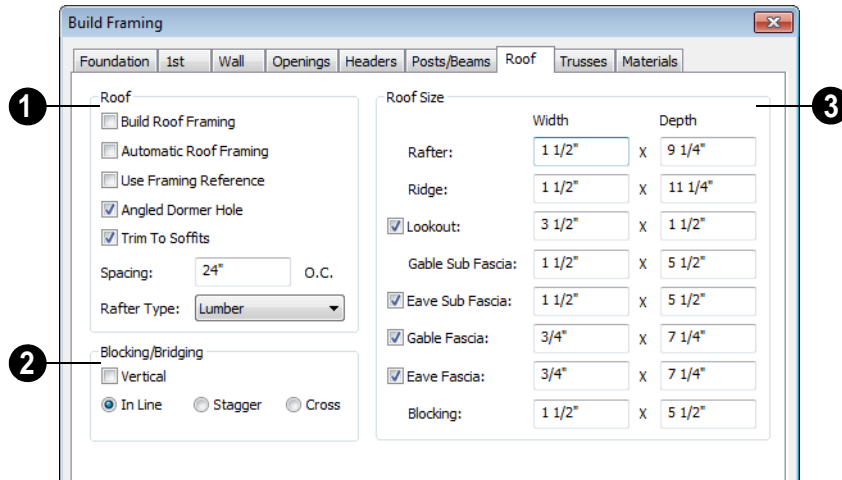 Build Framing
Foundation 1st Wall Openings Headers Posts/Beams Roof Trusses Materials
1
Roof
Build Roof Framing
Automatic Roof Framing
Use Framing Reference
Angled Dormer Hole
Trim To Soffits
Spacing: 24" O.C.
Rafter Type: Lumber
2
Blocking/Bridging
Vertical
In Line Stagger Cross
3
Roof Size
Width Depth
Rafter: 1 1/2" X 9 1/4"
Ridge: 1 1/2" X 11 1/4"
Lookout: 3 1/2" X 1 1/2"
Gable Sub Fascia: 1 1/2" X 5 1/2"
Eave Sub Fascia: 1 1/2" X 5 1/2"
Gable Fascia: 3/4" X 7 1/4"
Eave Fascia: 3/4" X 7 1/4"
Blocking: 1 1/2" X 5 1/2"